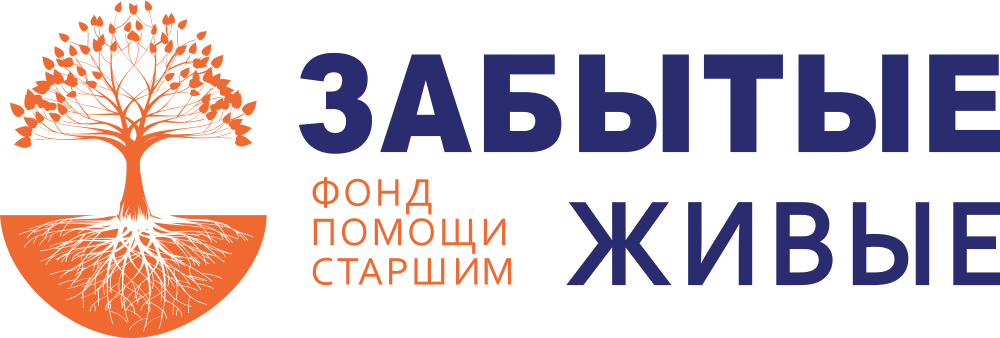 ЗАБЫТЫЕ
ЖИВЫЕ
ФОНД
ПОМОЩИ
СТАРШИМ